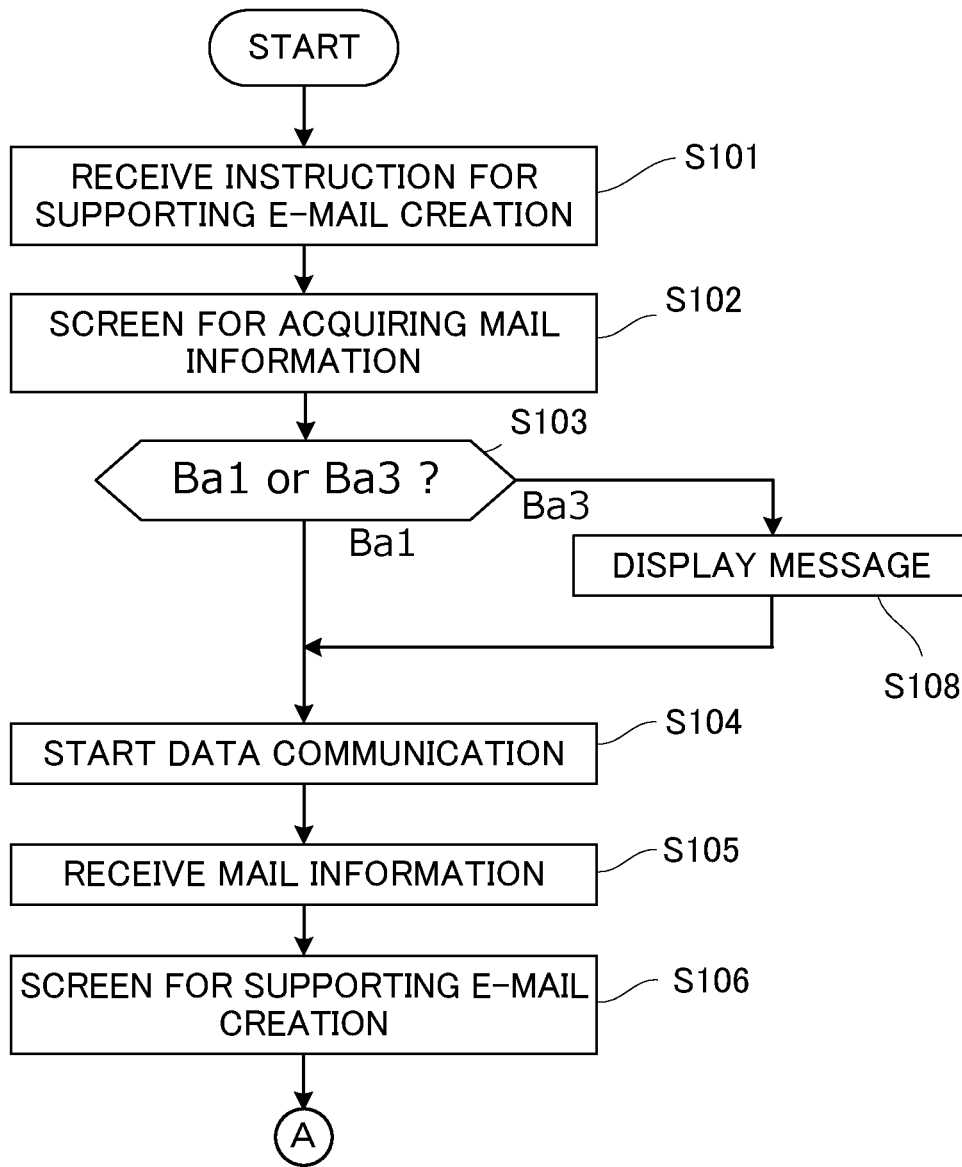 START
RECEIVE INSTRUCTION FOR
SUPPORTING E-MAIL CREATION
S101
SCREEN FOR ACQUIRING MAIL
INFORMATION
S102
Ba1 or Ba3 ?
S103
Ba3
Ba1
DISPLAY MESSAGE
S108
START DATA COMMUNICATION
S104
RECEIVE MAIL INFORMATION
S105
SCREEN FOR SUPPORTING E-MAIL
CREATION
S106
A